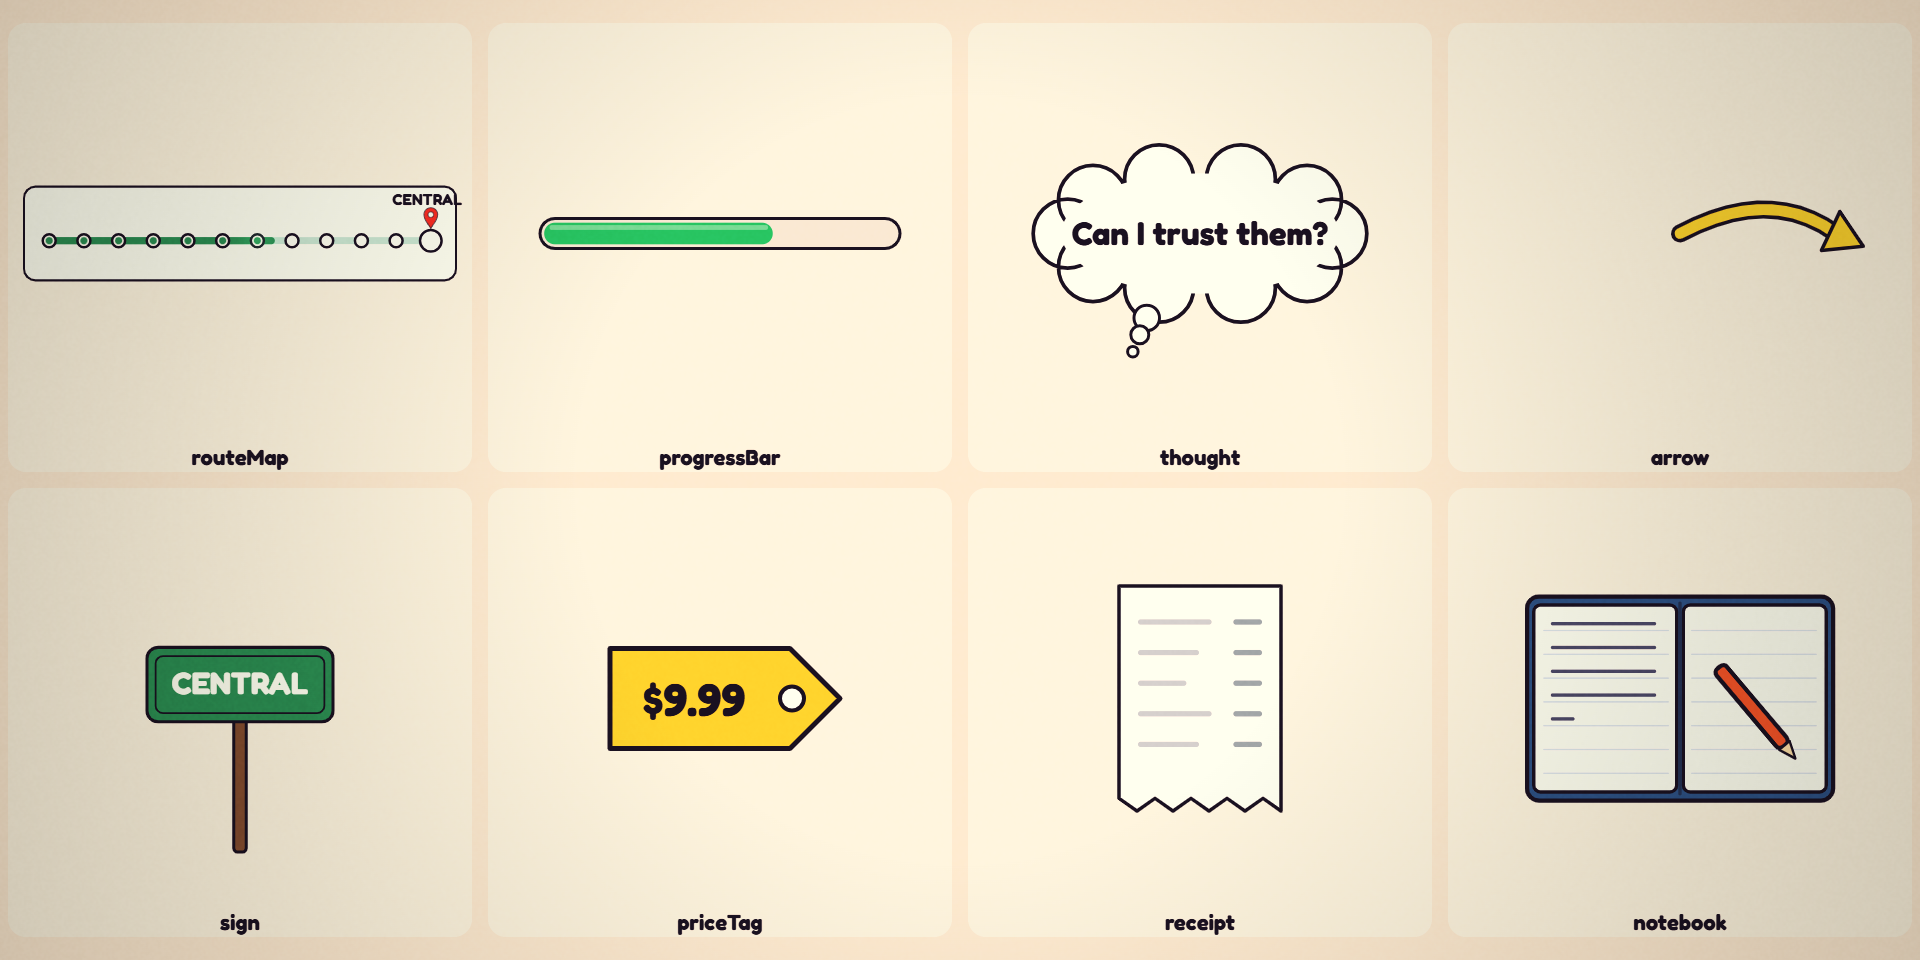 CENTRAL
routeMap
progressBar
Can I trust them?
thought
arrow
CENTRAL
sign
$9.99
priceTag
receipt
notebook